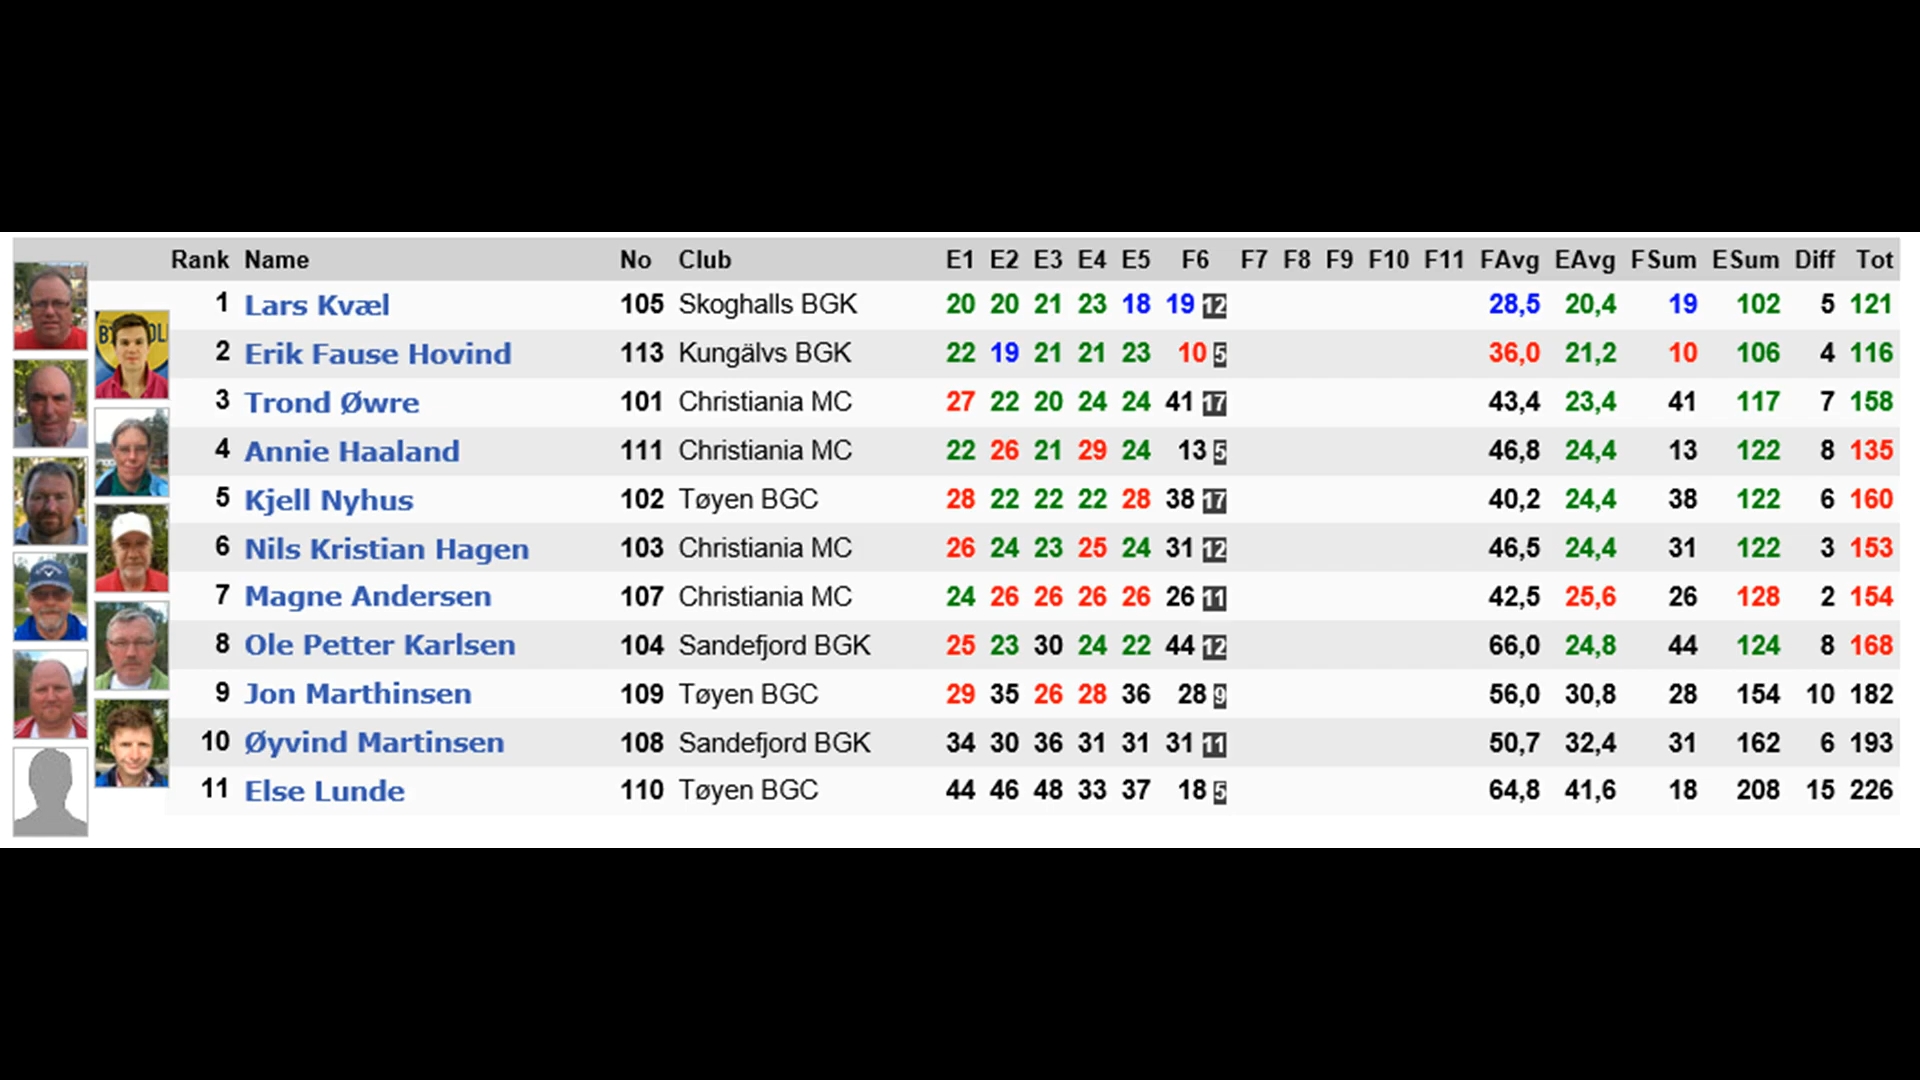 Rank Name No Club E1 E2 E3 E4 E5 F6 F7 F8 F9 F10 F11 FAvg EAvg FSum ESum Diff Tot
1 Lars Kvæl 105 Skoghalls BGK 20 20 21 23 18 19 12 28,5 20,4 19 102 5 121
2 Erik Fause Hovind 113 Kungälvs BGK 22 19 21 21 23 10 5 36,0 21,2 10 106 4 116
3 Trond Øwre 101 Christiania MC 27 22 20 24 24 41 17 43,4 23,4 41 117 7 158
4 Annie Haaland 111 Christiania MC 22 26 21 29 24 13 5 46,8 24,4 13 122 8 135
5 Kjell Nyhus 102 Tøyen BGC 28 22 22 22 28 38 17 40,2 24,4 38 122 6 160
6 Nils Kristian Hagen 103 Christiania MC 26 24 23 25 24 31 12 46,5 24,4 31 122 3 153
7 Magne Andersen 107 Christiania MC 24 26 26 26 26 26 11 42,5 25,6 26 128 2 154
8 Ole Petter Karlsen 104 Sandefjord BGK 25 23 30 24 22 44 12 66,0 24,8 44 124 8 168
9 Jon Marthinsen 109 Tøyen BGC 29 35 26 28 36 28 9 56,0 30,8 28 154 10 182
10 Øyvind Martinsen 108 Sandefjord BGK 34 30 36 31 31 31 11 50,7 32,4 31 162 6 193
11 Else Lunde 110 Tøyen BGC 44 46 48 33 37 18 5 64,8 41,6 18 208 15 226